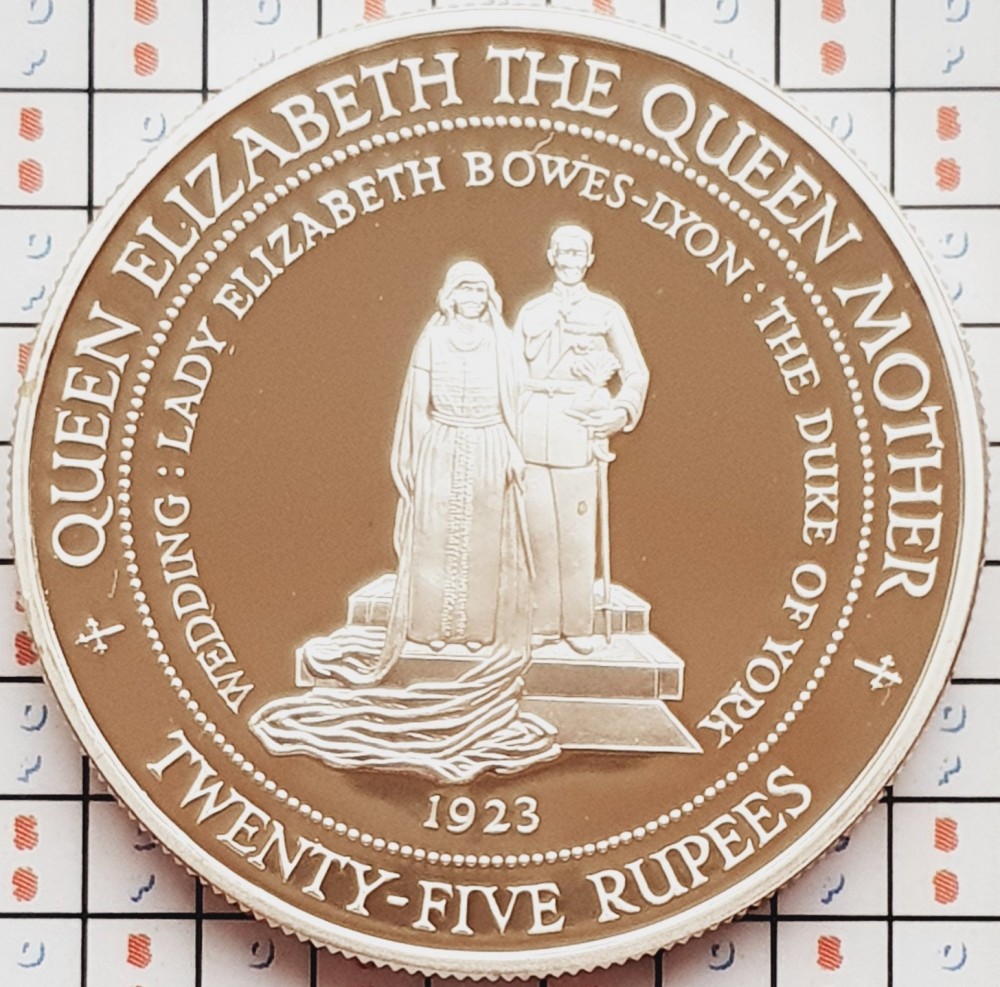 QUEEN ELIZABETH THE QUEEN MOTHER
WEDDING : LADY ELIZABETH BOWES-LYON : THE DUKE OF YORK
1923
TWENTY-FIVE RUPEES